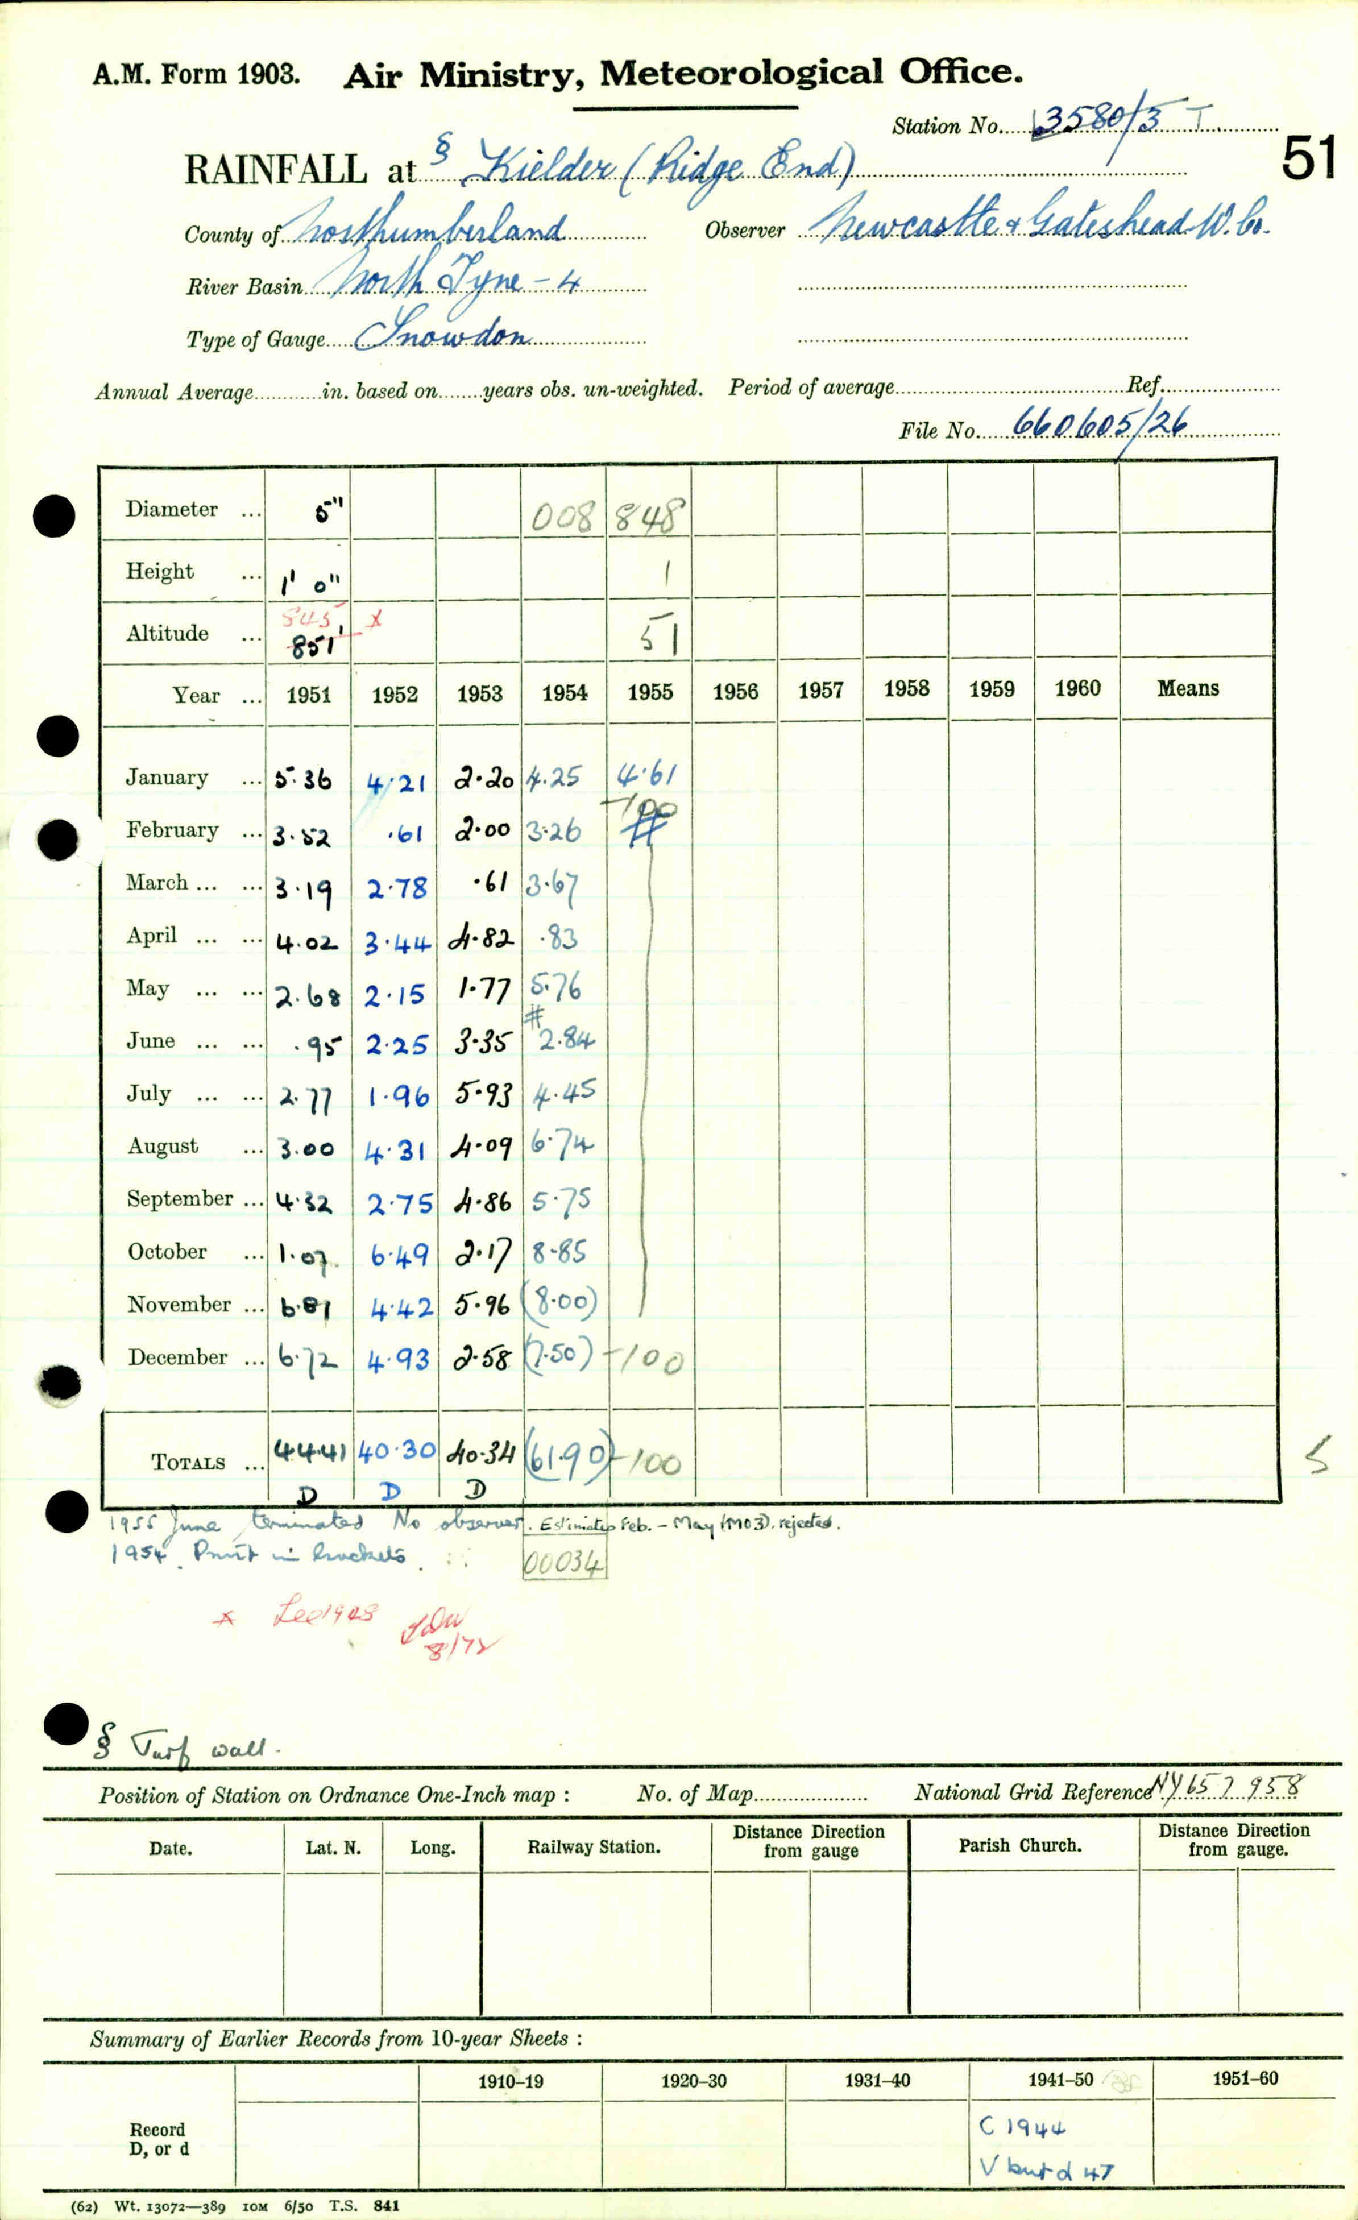 A.M. Form 1903. Air Ministry, Meteorological Office.
Station No. 3580/3 T.
51
RAINFALL at § Kielder (Ridge End)
County of Northumberland Observer Newcastle & Gateshead W. Co.
River Basin North Tyne - 4
Type of Gauge Snowdon
Annual Average in. based on years obs. un-weighted. Period of average Ref.
File No. 660605/26
Diameter ... 5" 008 848
Height ... 1' 0" 1
845 x
Altitude ... 851' 51
Year ... 1951 1952 1953 1954 1955 1956 1957 1958 1959 1960 Means
January ... 5.36 4.21 2.20 4.25 4.61
-100
February ... 3.52 .61 2.00 3.26 #
March ... ... 3.19 2.78 .61 3.67
April ... ... 4.02 3.44 4.82 .83
May ... ... 2.68 2.15 1.77 5.76
#
June ... ... .95 2.25 3.35 2.84
July ... ... 2.77 1.96 5.93 4.45
August ... 3.00 4.31 4.09 6.74
September ... 4.32 2.75 4.86 5.75
October ... 1.07 6.49 2.17 8.85
November ... 6.81 4.42 5.96 (8.00)
December ... 6.72 4.93 2.58 (7.50) -100
TOTALS ... 44.41 40.30 40.34 (61.90) -100
D D D
5
1955 June terminated No observer. Estimates Feb. - May (MO3) rejected.
1954. Print in brackets.
00034
x See 1948
8/72
§ Turf wall.
Position of Station on Ordnance One-Inch map : No. of Map National Grid Reference NY 657 958
Date. Lat. N. Long. Railway Station. Distance Direction from gauge Parish Church. Distance Direction from gauge.
Summary of Earlier Records from 10-year Sheets :
1910-19 1920-30 1931-40 1941-50 1951-60
Record
D, or d
C 1944
V but d 47
(62) Wt. 13072—389 10M 6/50 T.S. 841